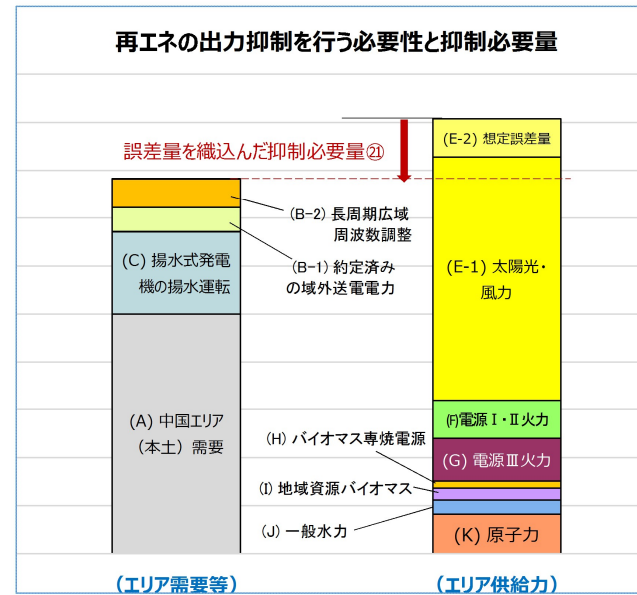 再エネの出力抑制を行う必要性と抑制必要量
誤差量を織込んだ抑制必要量㉑
(B-2) 長周期広域
周波数調整
(B-1) 約定済み
の域外送電電力
(C) 揚水式発電
機の揚水運転
(A) 中国エリア
（本土）需要
(E-2) 想定誤差量
(E-1) 太陽光・
風力
(F)電源Ⅰ・Ⅱ火力
(G) 電源Ⅲ火力
(H) バイオマス専焼電源
(I) 地域資源バイオマス
(J) 一般水力
(K) 原子力
（エリア需要等）
（エリア供給力）